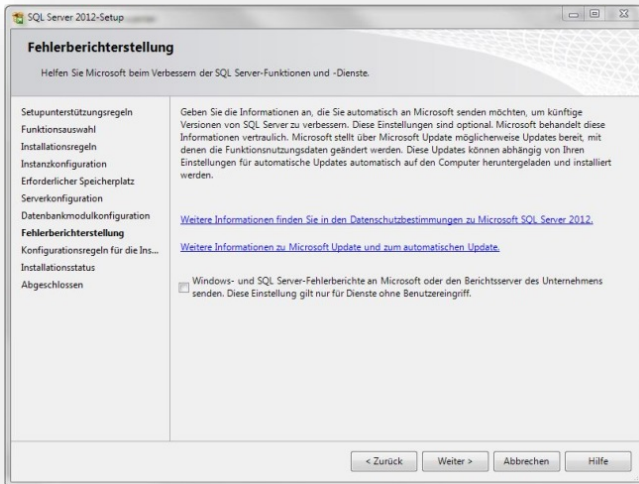 SQL Server 2012-Setup
Fehlerberichterstellung
Helfen Sie Microsoft beim Verbessern der SQL Server-Funktionen und -Dienste.
Setupunterstützungsregeln
Funktionsauswahl
Installationsregeln
Instanzkonfiguration
Erforderlicher Speicherplatz
Serverkonfiguration
Datenbankmodulkonfiguration
Fehlerberichterstellung
Konfigurationsregeln für die Ins...
Installationsstatus
Abgeschlossen
Geben Sie die Informationen an, die Sie automatisch an Microsoft senden möchten, um künftige
Versionen von SQL Server zu verbessern. Diese Einstellungen sind optional. Microsoft behandelt diese
Informationen vertraulich. Microsoft stellt über Microsoft Update möglicherweise Updates bereit, mit
denen die Funktionsnutzungsdaten geändert werden. Diese Updates können abhängig von Ihren
Einstellungen für automatische Updates automatisch auf den Computer heruntergeladen und installiert
werden.
Weitere Informationen finden Sie in den Datenschutzbestimmungen zu Microsoft SQL Server 2012.
Weitere Informationen zu Microsoft Update und zum automatischen Update.
Windows- und SQL Server-Fehlerberichte an Microsoft oder den Berichtsserver des Unternehmens
senden. Diese Einstellung gilt nur für Dienste ohne Benutzereingriff.
< Zurück
Weiter >
Abbrechen
Hilfe